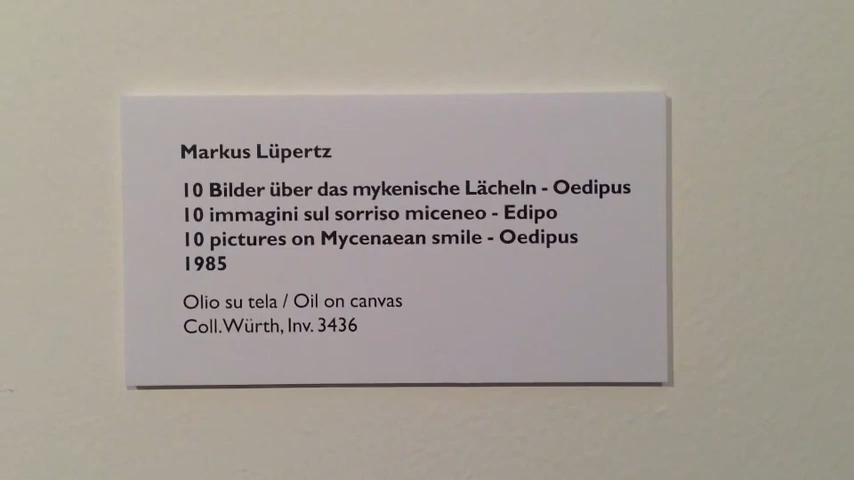 Markus Lüpertz
10 Bilder über das mykenische Lächeln - Oedipus
10 immagini sul sorriso miceneo - Edipo
10 pictures on Mycenaean smile - Oedipus
1985
Olio su tela / Oil on canvas
Coll.Würth, Inv. 3436